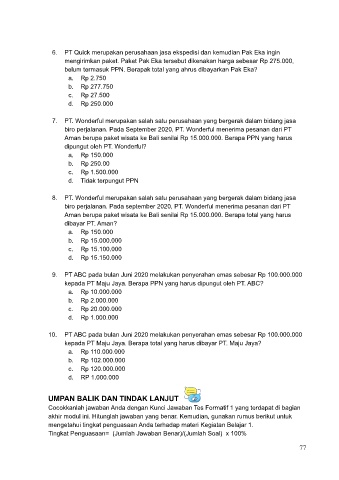 6. PT Quick merupakan perusahaan jasa ekspedisi dan kemudian Pak Eka ingin
mengirimkan paket. Paket Pak Eka tersebut dikenakan harga sebesar Rp 275.000,
belum termasuk PPN. Berapak total yang ahrus dibayarkan Pak Eka?
a. Rp 2.750
b. Rp 277.750
c. Rp 27.500
d. Rp 250.000
7. PT. Wonderful merupakan salah satu perusahaan yang bergerak dalam bidang jasa
biro perjalanan. Pada September 2020, PT. Wonderful menerima pesanan dari PT
Aman berupa paket wisata ke Bali senilai Rp 15.000.000. Berapa PPN yang harus
dipungut oleh PT. Wonderful?
a. Rp 150.000
b. Rp 250.00
c. Rp 1.500.000
d. Tidak terpungut PPN
8. PT. Wonderful merupakan salah satu perusahaan yang bergerak dalam bidang jasa
biro perjalanan. Pada september 2020, PT. Wonderful menerima pesanan dari PT
Aman berupa paket wisata ke Bali senilai Rp 15.000.000. Berapa total yang harus
dibayar PT. Aman?
a. Rp 150.000
b. Rp 15.000.000
c. Rp 15.100.000
d. Rp 15.150.000
9. PT ABC pada bulan Juni 2020 melakukan penyerahan emas sebesar Rp 100.000.000
kepada PT Maju Jaya. Berapa PPN yang harus dipungut oleh PT. ABC?
a. Rp 10.000.000
b. Rp 2.000.000
c. Rp 20.000.000
d. Rp 1.000.000
10. PT ABC pada bulan Juni 2020 melakukan penyerahan emas sebesar Rp 100.000.000
kepada PT Maju Jaya. Berapa total yang harus dibayar PT. Maju Jaya?
a. Rp 110.000.000
b. Rp 102.000.000
c. Rp 120.000.000
d. RP 1.000.000
UMPAN BALIK DAN TINDAK LANJUT
Cocokkanlah jawaban Anda dengan Kunci Jawaban Tes Formatif 1 yang terdapat di bagian
akhir modul ini. Hitunglah jawaban yang benar. Kemudian, gunakan rumus berikut untuk
mengetahui tingkat penguasaan Anda terhadap materi Kegiatan Belajar 1.
Tingkat Penguasaan= (Jumlah Jawaban Benar)/(Jumlah Soal) x 100%
77